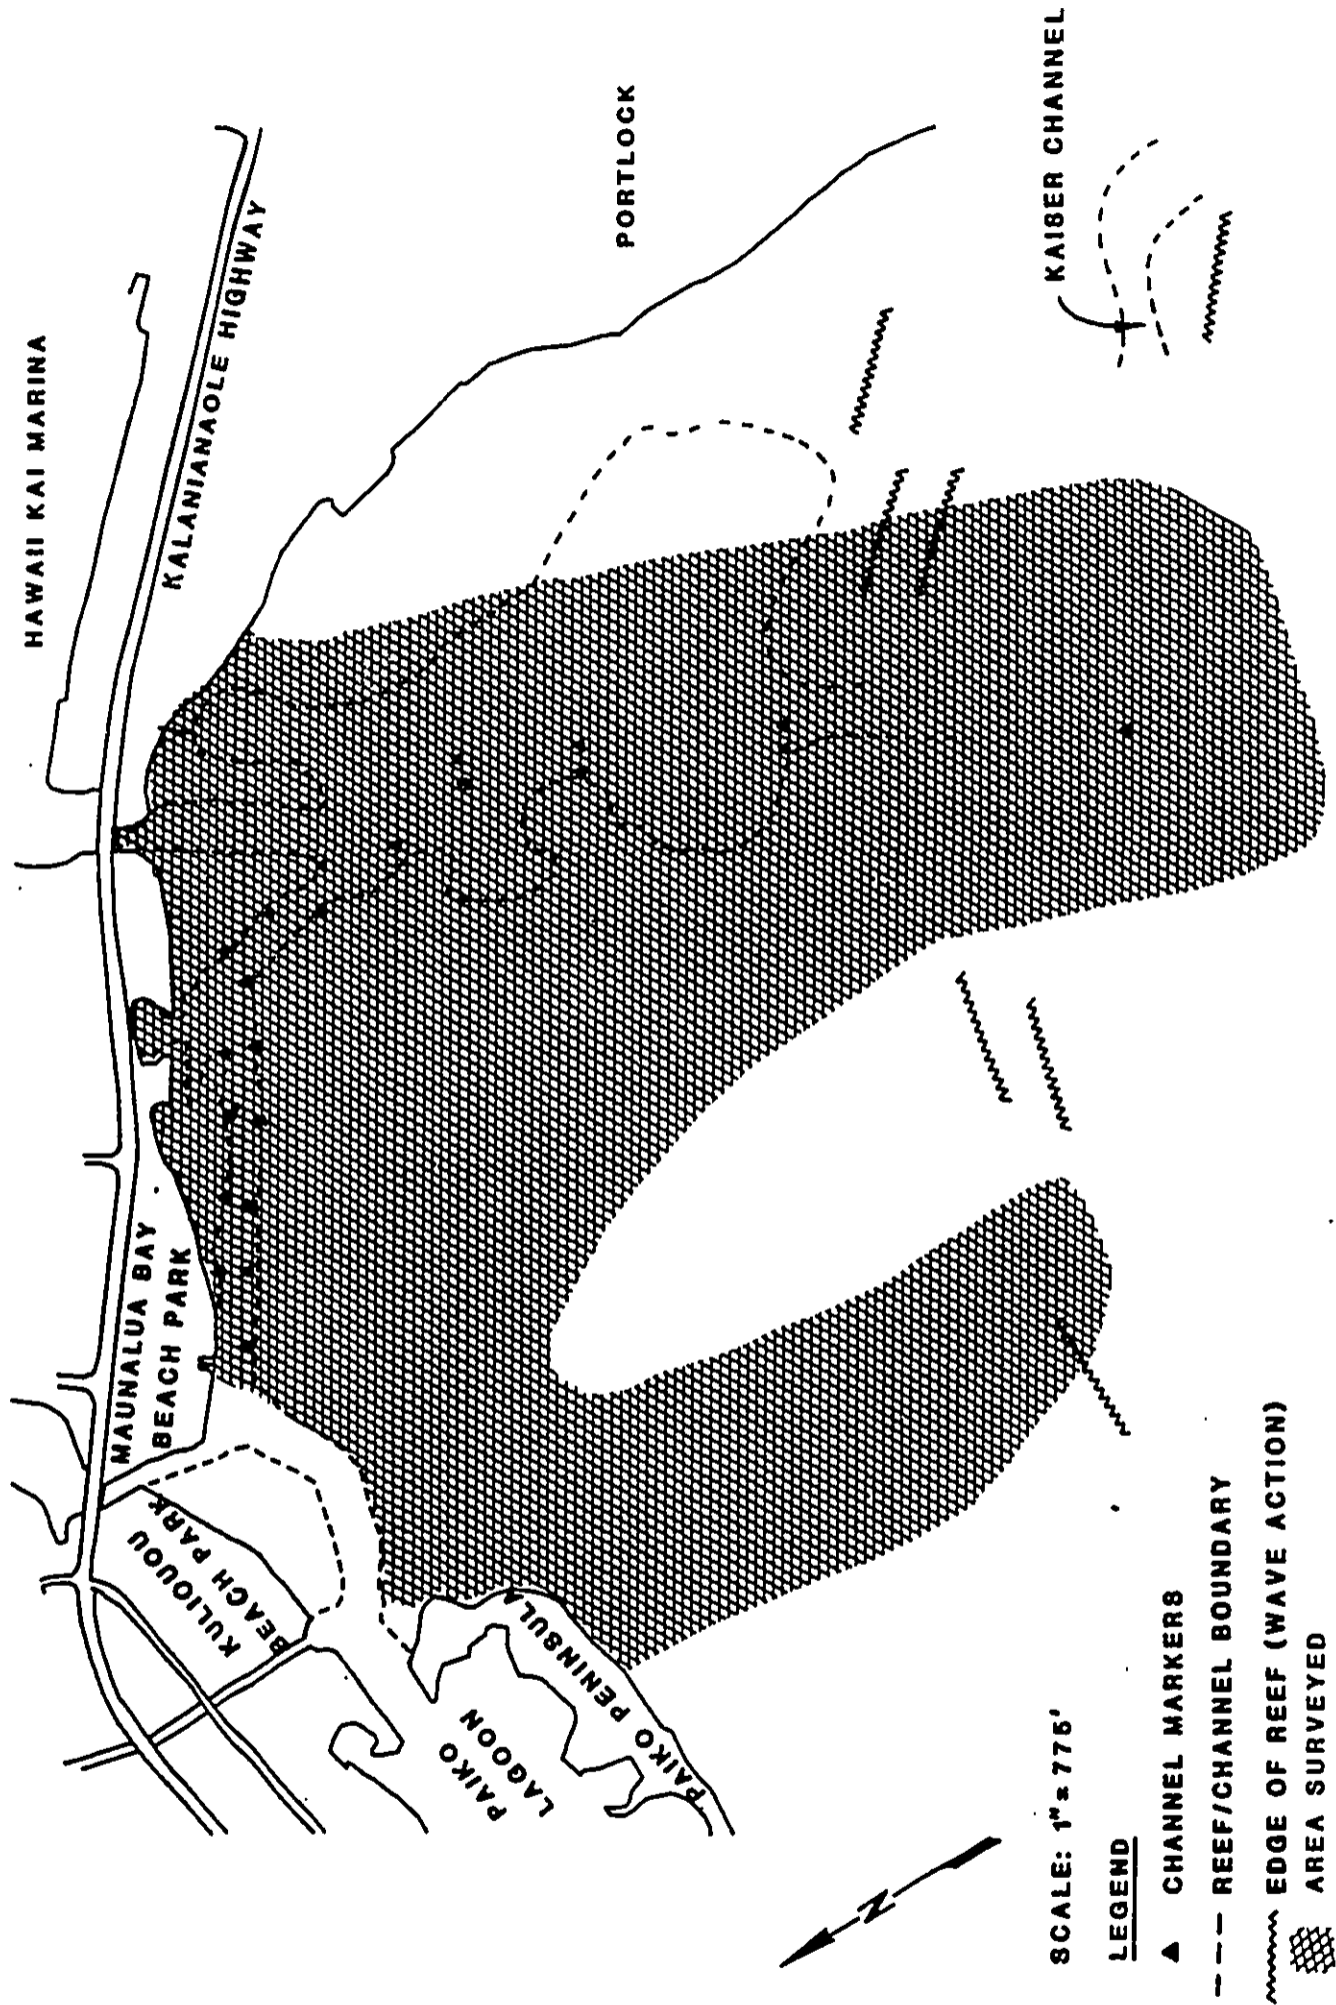 HAWAII KAI MARINA
KALANIANAOLE HIGHWAY
PORTLOCK
KAISER CHANNEL
MAUNALUA BAY
BEACH PARK
KULIOUOU
BEACH PARK
PAIKO
LAGOON
PAIKO PENINSULA
N
SCALE: 1" = 775'
LEGEND
CHANNEL MARKERS
REEF/CHANNEL BOUNDARY
EDGE OF REEF (WAVE ACTION)
AREA SURVEYED